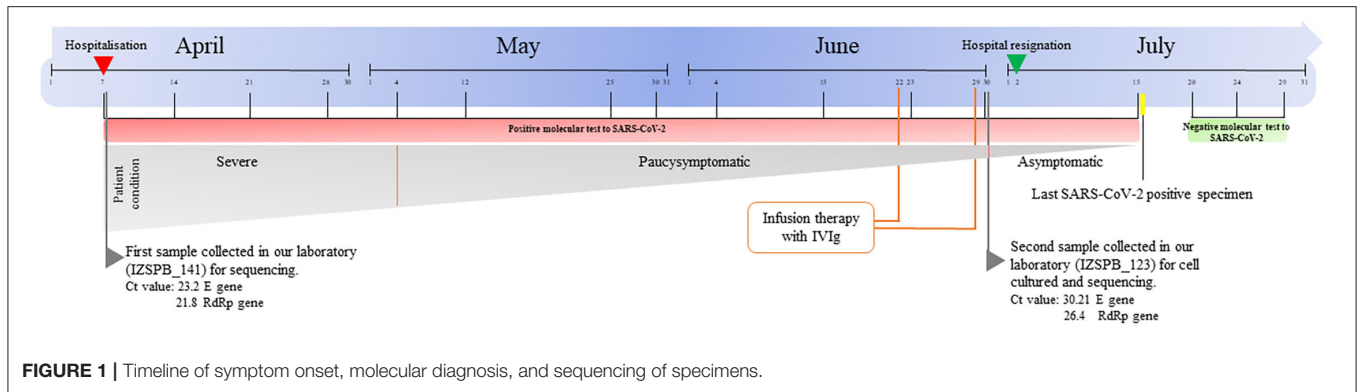 Hospitalisation April May June Hospital resignation July
1 7 14 21 28 30 1 4 12 25 30 31 1 4 15 22 23 29 30 1 2 15 20 24 29 31
Positive molecular test to SARS-CoV-2
Negative molecular test to
SARS-CoV-2
Patient
condition
Severe
Paucysymptomatic
Asymptomatic
Last SARS-CoV-2 positive specimen
Infusion therapy
with IVIg
First sample collected in our laboratory
(IZSPB_141) for sequencing.
Ct value: 23.2 E gene
21.8 RdRp gene
Second sample collected in our
laboratory (IZSPB_123) for cell
cultured and sequencing.
Ct value: 30.21 E gene
26.4 RdRp gene
FIGURE 1 | Timeline of symptom onset, molecular diagnosis, and sequencing of specimens.